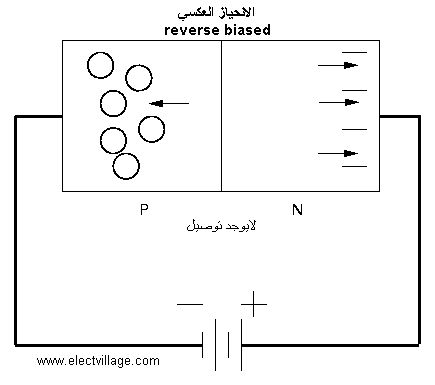 الانحياز العكسي
reverse biased
P N
لايوجد توصيل
www.electvillage.com